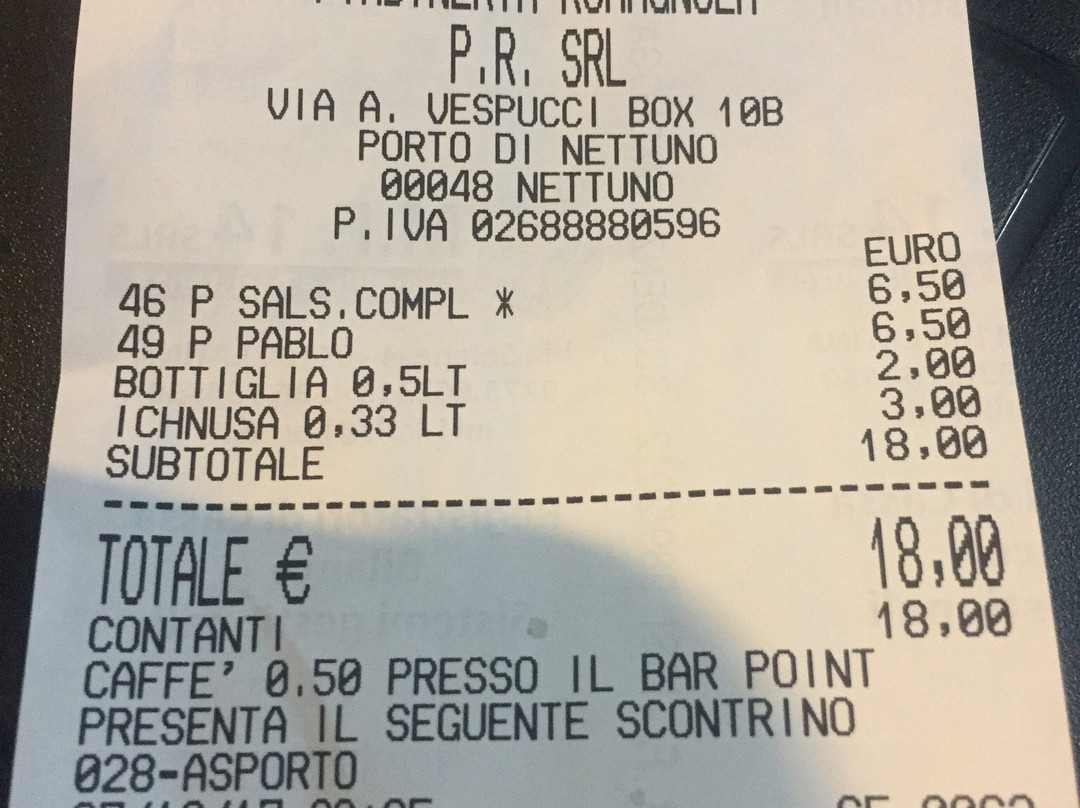 P.R. SRL
VIA A. VESPUCCI BOX 10B
PORTO DI NETTUNO
00048 NETTUNO
P.IVA 02688880596
EURO
46 P SALS.COMPL * 6,50
49 P PABLO 6,50
BOTTIGLIA 0,5LT 2,00
ICHNUSA 0,33 LT 3,00
SUBTOTALE 18,00
TOTALE € 18,00
CONTANTI 18,00
CAFFE' 0.50 PRESSO IL BAR POINT
PRESENTA IL SEGUENTE SCONTRINO
028-ASPORTO